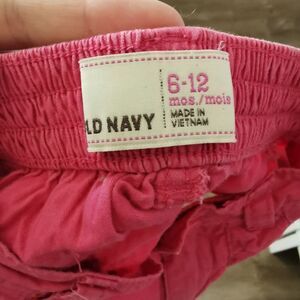 LD NAVY
6-12
mos./mois
MADE IN
VIETNAM